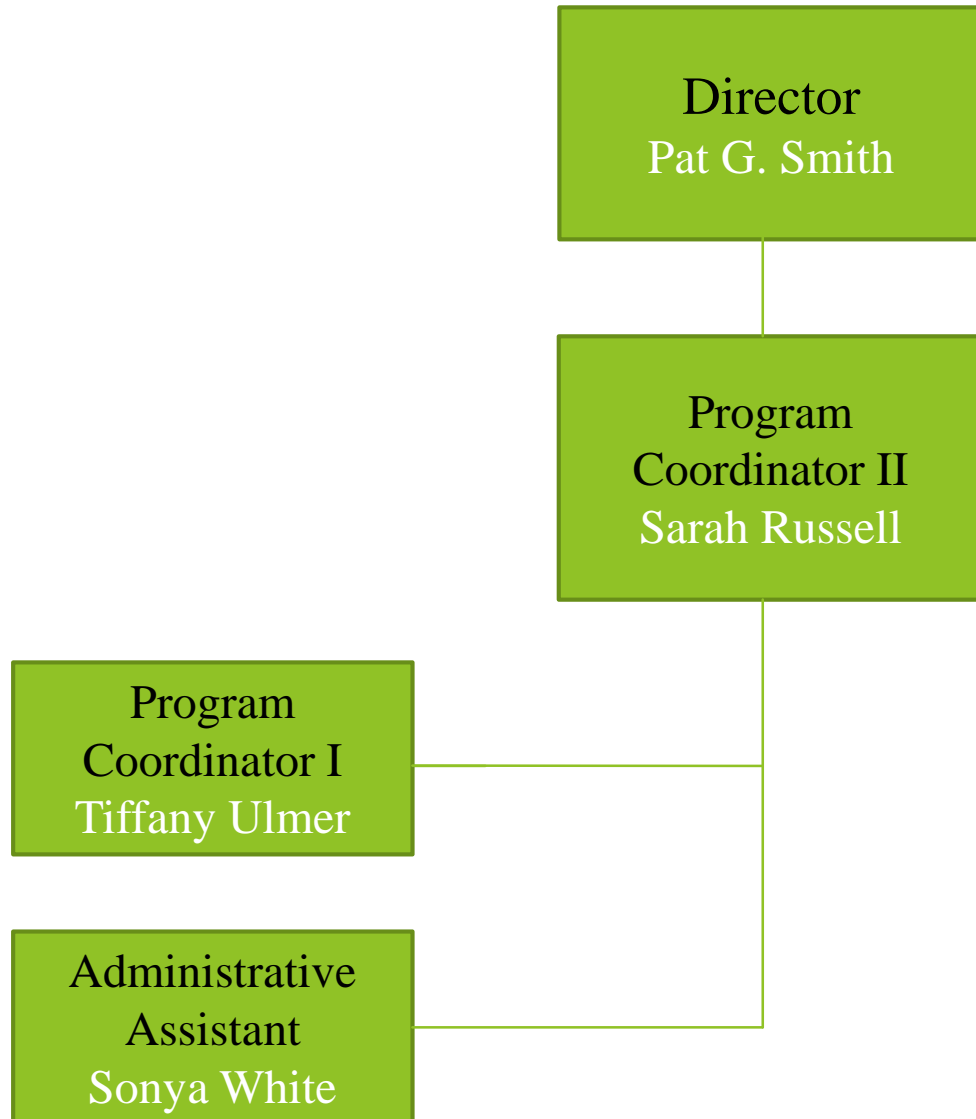 Director
Pat G. Smith
Program
Coordinator II
Sarah Russell
Program
Coordinator I
Tiffany Ulmer
Administrative
Assistant
Sonya White